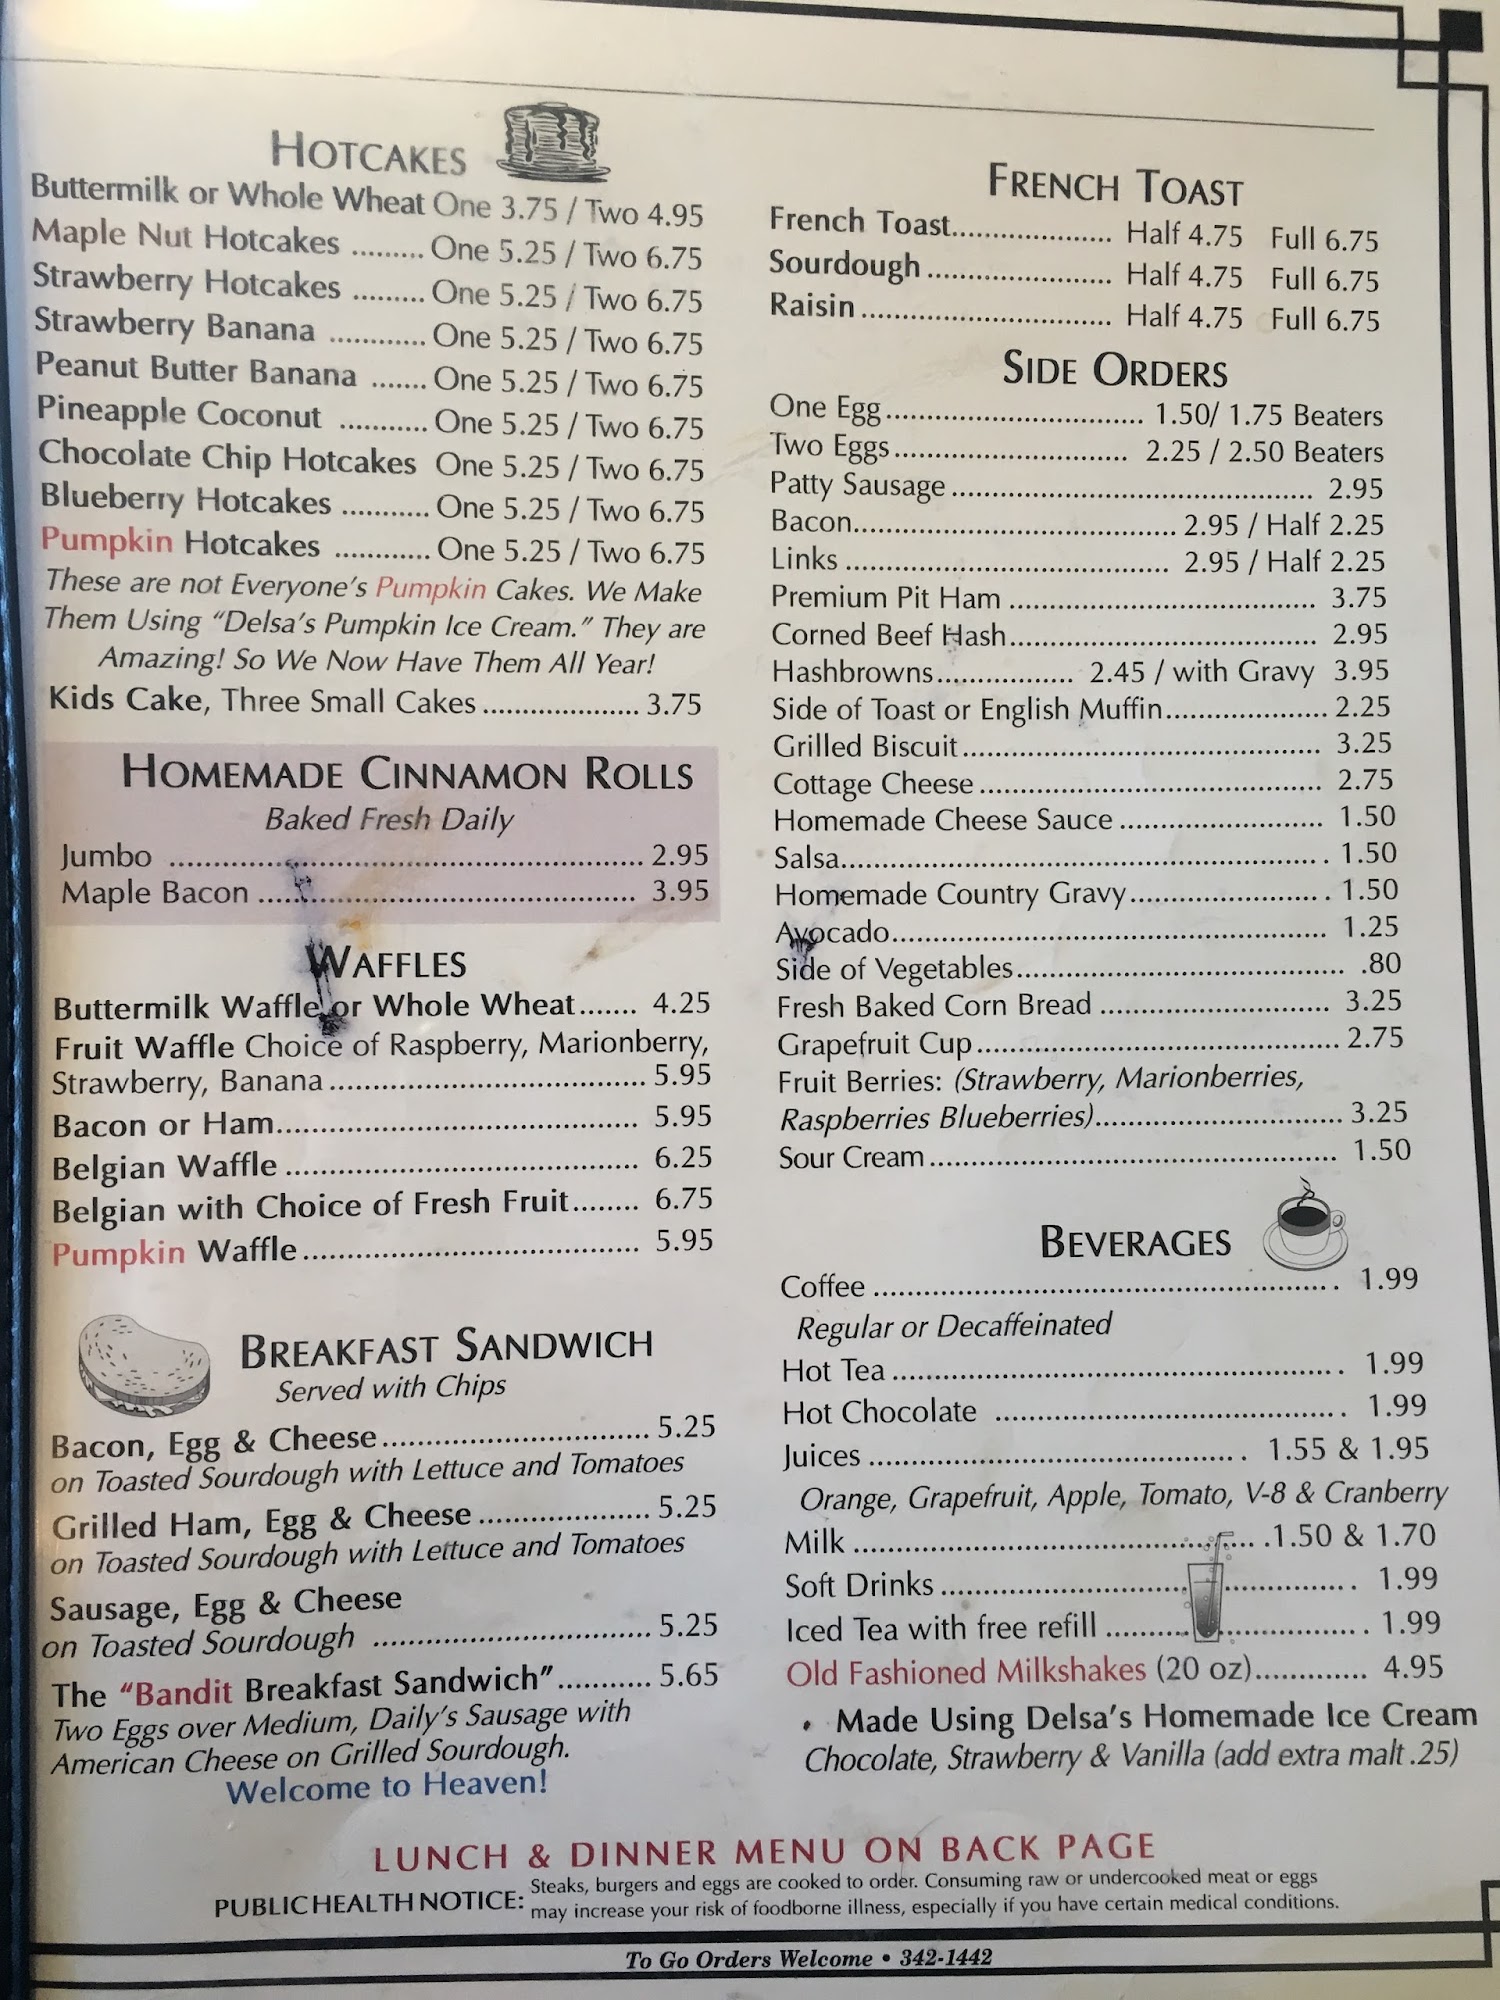 HOTCAKES
Buttermilk or Whole Wheat One 3.75 / Two 4.95
Maple Nut Hotcakes ......... One 5.25 / Two 6.75
Strawberry Hotcakes ......... One 5.25 / Two 6.75
Strawberry Banana ............ One 5.25 / Two 6.75
Peanut Butter Banana ....... One 5.25 / Two 6.75
Pineapple Coconut ........... One 5.25 / Two 6.75
Chocolate Chip Hotcakes One 5.25 / Two 6.75
Blueberry Hotcakes ........... One 5.25 / Two 6.75
Pumpkin Hotcakes ............ One 5.25 / Two 6.75
These are not Everyone's Pumpkin Cakes. We Make
Them Using "Delsa's Pumpkin Ice Cream." They are
Amazing! So We Now Have Them All Year!
Kids Cake, Three Small Cakes .................... 3.75
HOMEMADE CINNAMON ROLLS
Baked Fresh Daily
Jumbo ................................................ 2.95
Maple Bacon ...................................... 3.95
WAFFLES
Buttermilk Waffle or Whole Wheat....... 4.25
Fruit Waffle Choice of Raspberry, Marionberry,
Strawberry, Banana ...................................... 5.95
Bacon or Ham........................................... 5.95
Belgian Waffle .......................................... 6.25
Belgian with Choice of Fresh Fruit........ 6.75
Pumpkin Waffle ........................................ 5.95
BREAKFAST SANDWICH
Served with Chips
Bacon, Egg & Cheese ................................ 5.25
on Toasted Sourdough with Lettuce and Tomatoes
Grilled Ham, Egg & Cheese ..................... 5.25
on Toasted Sourdough with Lettuce and Tomatoes
Sausage, Egg & Cheese
on Toasted Sourdough .................................. 5.25
The "Bandit Breakfast Sandwich"........... 5.65
Two Eggs over Medium, Daily's Sausage with
American Cheese on Grilled Sourdough.
Welcome to Heaven!
FRENCH TOAST
French Toast.................... Half 4.75 Full 6.75
Sourdough ....................... Half 4.75 Full 6.75
Raisin ............................... Half 4.75 Full 6.75
SIDE ORDERS
One Egg ................................ 1.50/ 1.75 Beaters
Two Eggs ............................. 2.25 / 2.50 Beaters
Patty Sausage ............................................ 2.95
Bacon........................................ 2.95 / Half 2.25
Links ......................................... 2.95 / Half 2.25
Premium Pit Ham ...................................... 3.75
Corned Beef Hash ...................................... 2.95
Hashbrowns................. 2.45 / with Gravy 3.95
Side of Toast or English Muffin.................... 2.25
Grilled Biscuit ............................................ 3.25
Cottage Cheese .......................................... 2.75
Homemade Cheese Sauce ......................... 1.50
Salsa............................................................ 1.50
Homemade Country Gravy......................... 1.50
Avocado...................................................... 1.25
Side of Vegetables ........................................ .80
Fresh Baked Corn Bread ............................ 3.25
Grapefruit Cup ............................................ 2.75
Fruit Berries: (Strawberry, Marionberries,
Raspberries Blueberries)............................... 3.25
Sour Cream .................................................. 1.50
BEVERAGES
Coffee .......................................................... 1.99
Regular or Decaffeinated
Hot Tea ........................................................ 1.99
Hot Chocolate ............................................. 1.99
Juices .............................................. 1.55 & 1.95
Orange, Grapefruit, Apple, Tomato, V-8 & Cranberry
Milk .................................................. 1.50 & 1.70
Soft Drinks ................................................... 1.99
Iced Tea with free refill ................................ 1.99
Old Fashioned Milkshakes (20 oz)............. 4.95
• Made Using Delsa's Homemade Ice Cream
Chocolate, Strawberry & Vanilla (add extra malt .25)
LUNCH & DINNER MENU ON BACK PAGE
PUBLIC HEALTH NOTICE: Steaks, burgers and eggs are cooked to order. Consuming raw or undercooked meat or eggs
may increase your risk of foodborne illness, especially if you have certain medical conditions.
To Go Orders Welcome • 342-1442